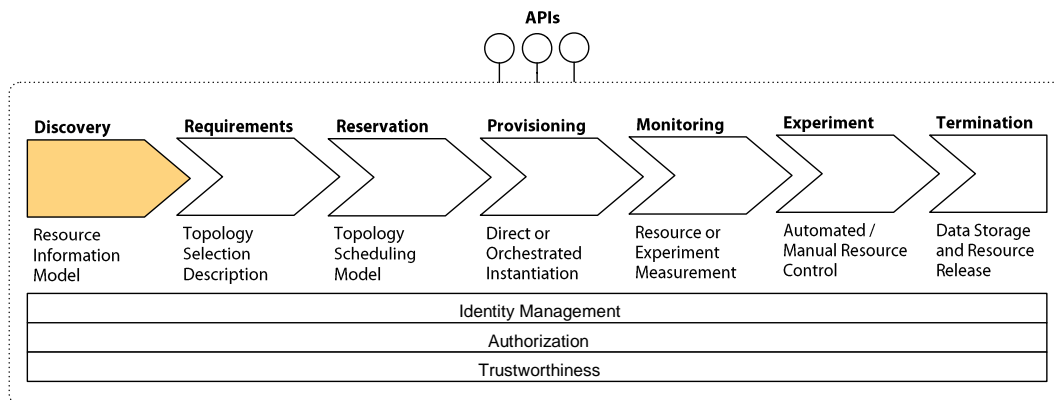 APIs
Discovery
Requirements
Reservation
Provisioning
Monitoring
Experiment
Termination
Resource
Information
Model
Topology
Selection
Description
Topology
Scheduling
Model
Direct or
Orchestrated
Instantiation
Resource or
Experiment
Measurement
Automated /
Manual Resource
Control
Data Storage
and Resource
Release
Identity Management
Authorization
Trustworthiness